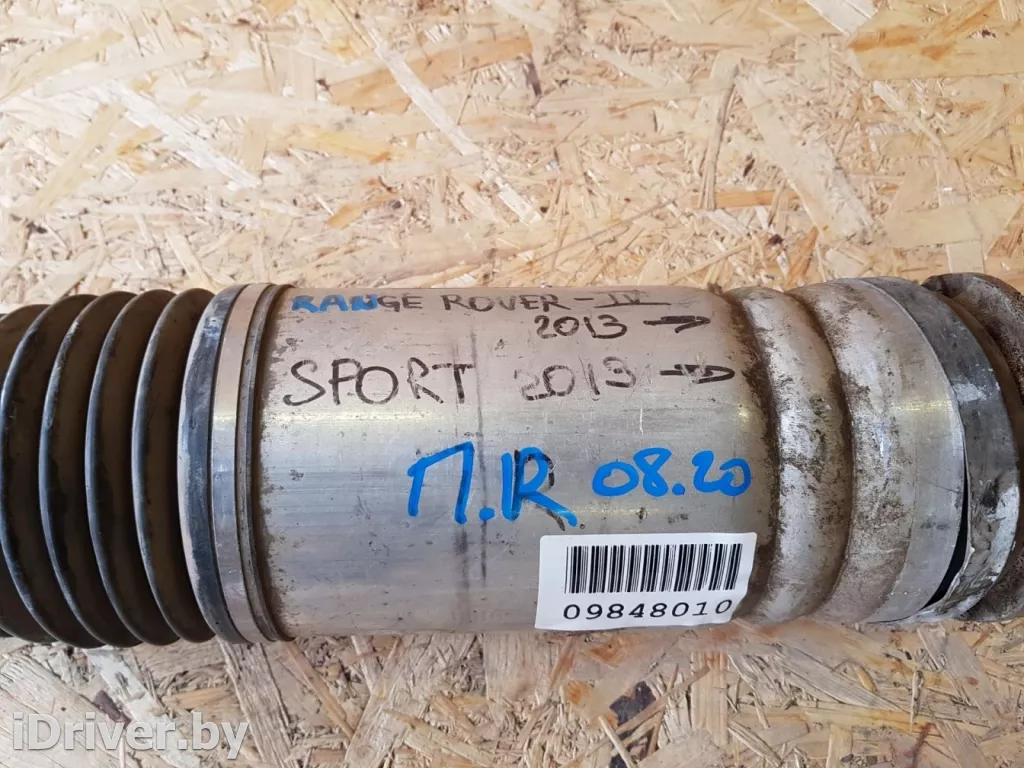 RANGE ROVER - IV
2013 →
SPORT 2013 →
П.R. 08.20
09848010
iDriver.by